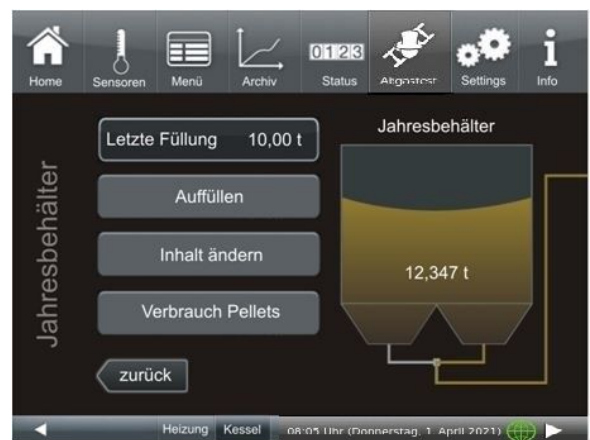 Home Sensoren Menü Archiv 0123 Status Abgastest Settings Info
Jahresbehälter
Letzte Füllung 10,00 t
Auffüllen
Inhalt ändern
Verbrauch Pellets
zurück
Jahresbehälter
12,347 t
Heizung Kessel 08:05 Uhr (Donnerstag, 1. April 2021)